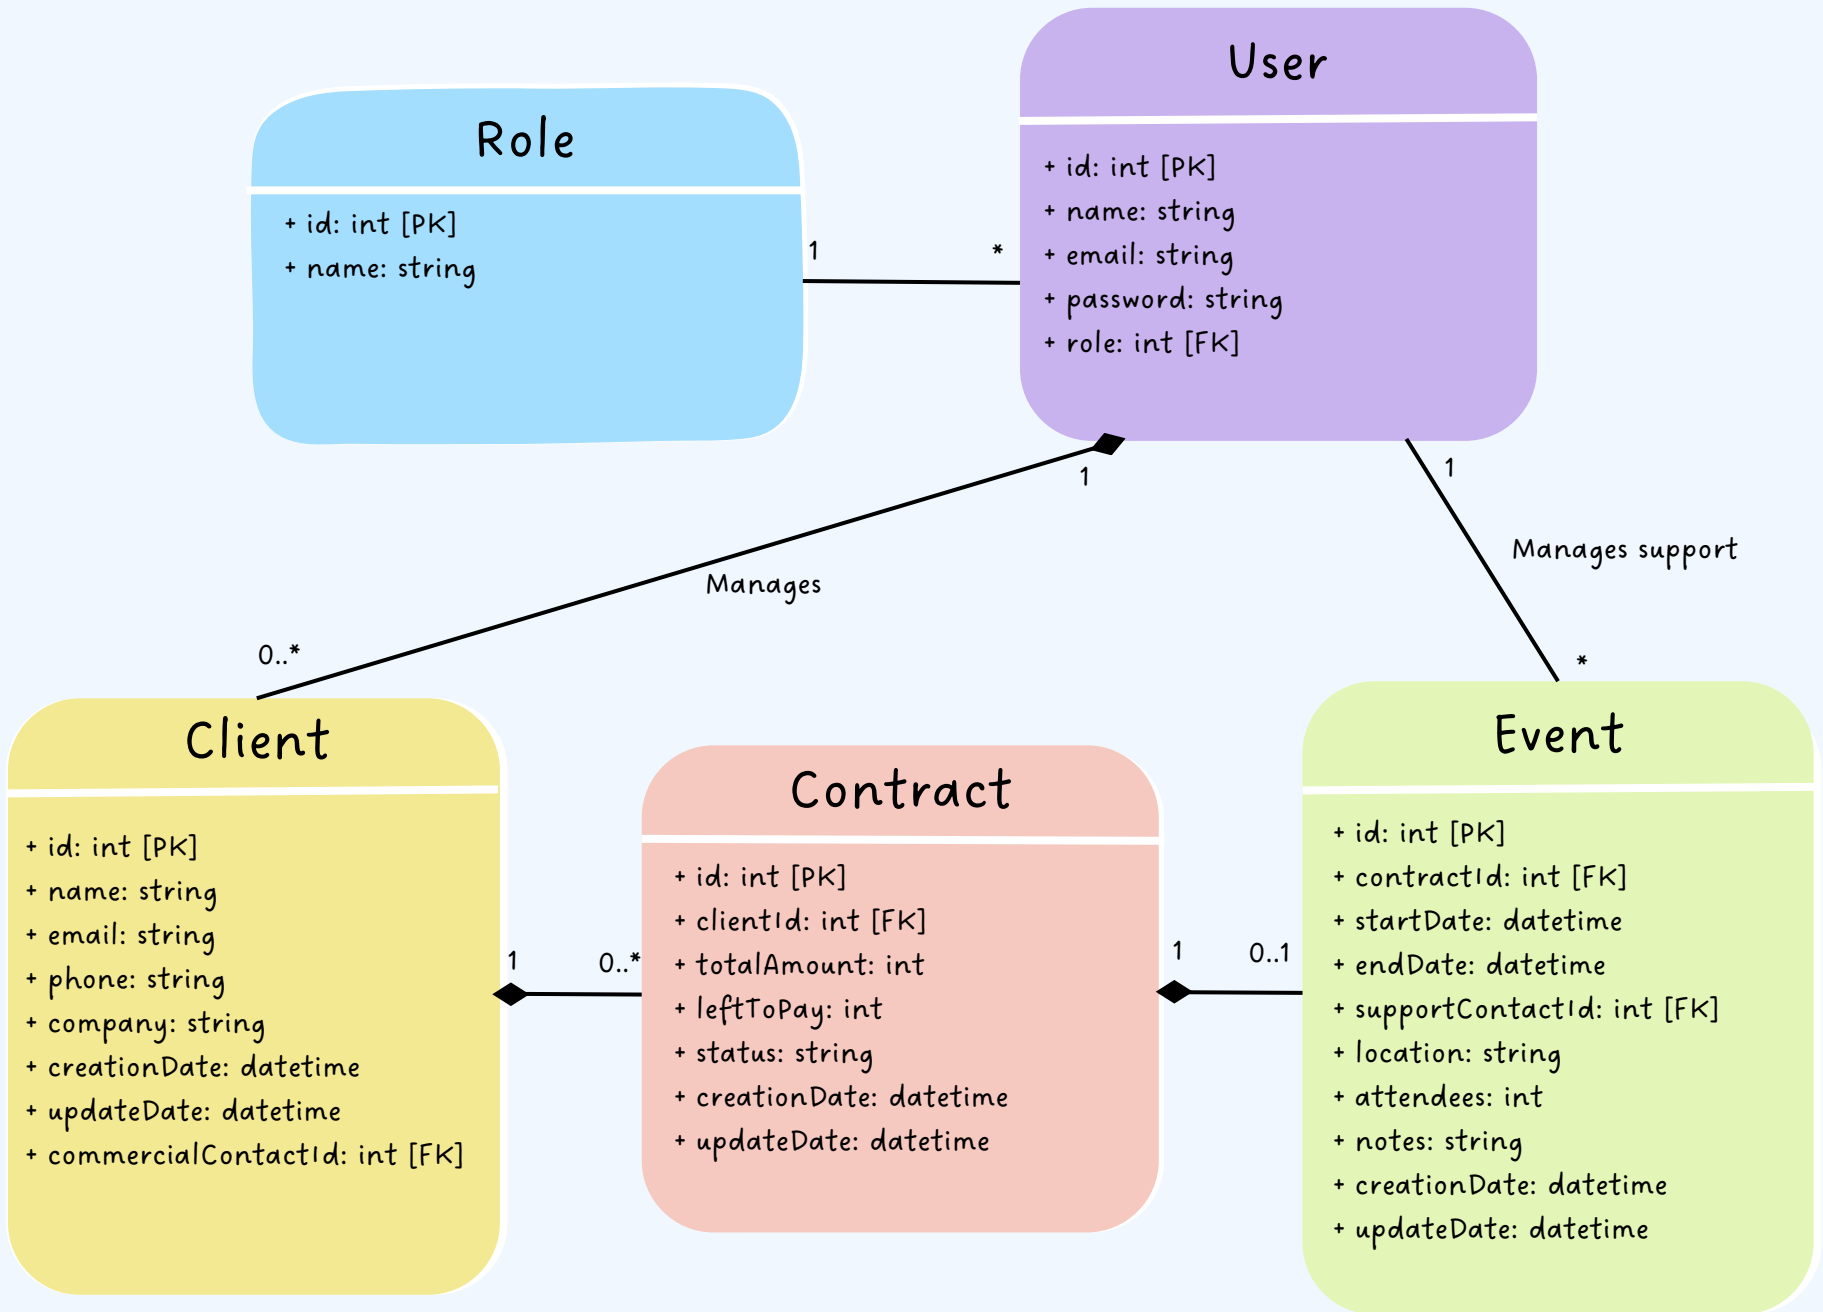 Role
+ id: int [PK]
+ name: string
1
*
User
+ id: int [PK]
+ name: string
+ email: string
+ password: string
+ role: int [FK]
1
Manages
0..*
1
Manages support
*
Client
+ id: int [PK]
+ name: string
+ email: string
+ phone: string
+ company: string
+ creationDate: datetime
+ updateDate: datetime
+ commercialContactId: int [FK]
1
0..*
Contract
+ id: int [PK]
+ clientId: int [FK]
+ totalAmount: int
+ leftToPay: int
+ status: string
+ creationDate: datetime
+ updateDate: datetime
1
0..1
Event
+ id: int [PK]
+ contractId: int [FK]
+ startDate: datetime
+ endDate: datetime
+ supportContactId: int [FK]
+ location: string
+ attendees: int
+ notes: string
+ creationDate: datetime
+ updateDate: datetime